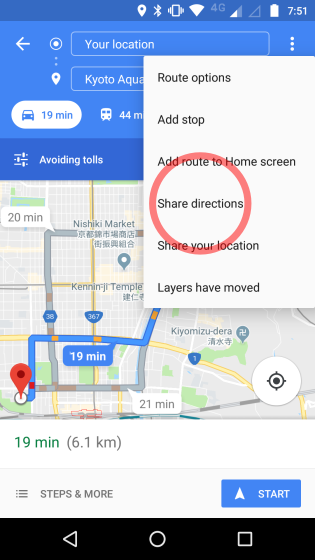 4G
7:51
Your location
Kyoto Aqua
19 min
44 m
Route options
Add stop
Add route to Home screen
Share directions
Share your location
Layers have moved
Avoiding tolls
20 min
Nishiki Market
京都錦市場商
店街振興組合
Kennin-ji Temple
建仁寺
38
367
Kiyomizu-dera
清水寺
1
19 min
21 min
19 min (6.1 km)
STEPS & MORE
START